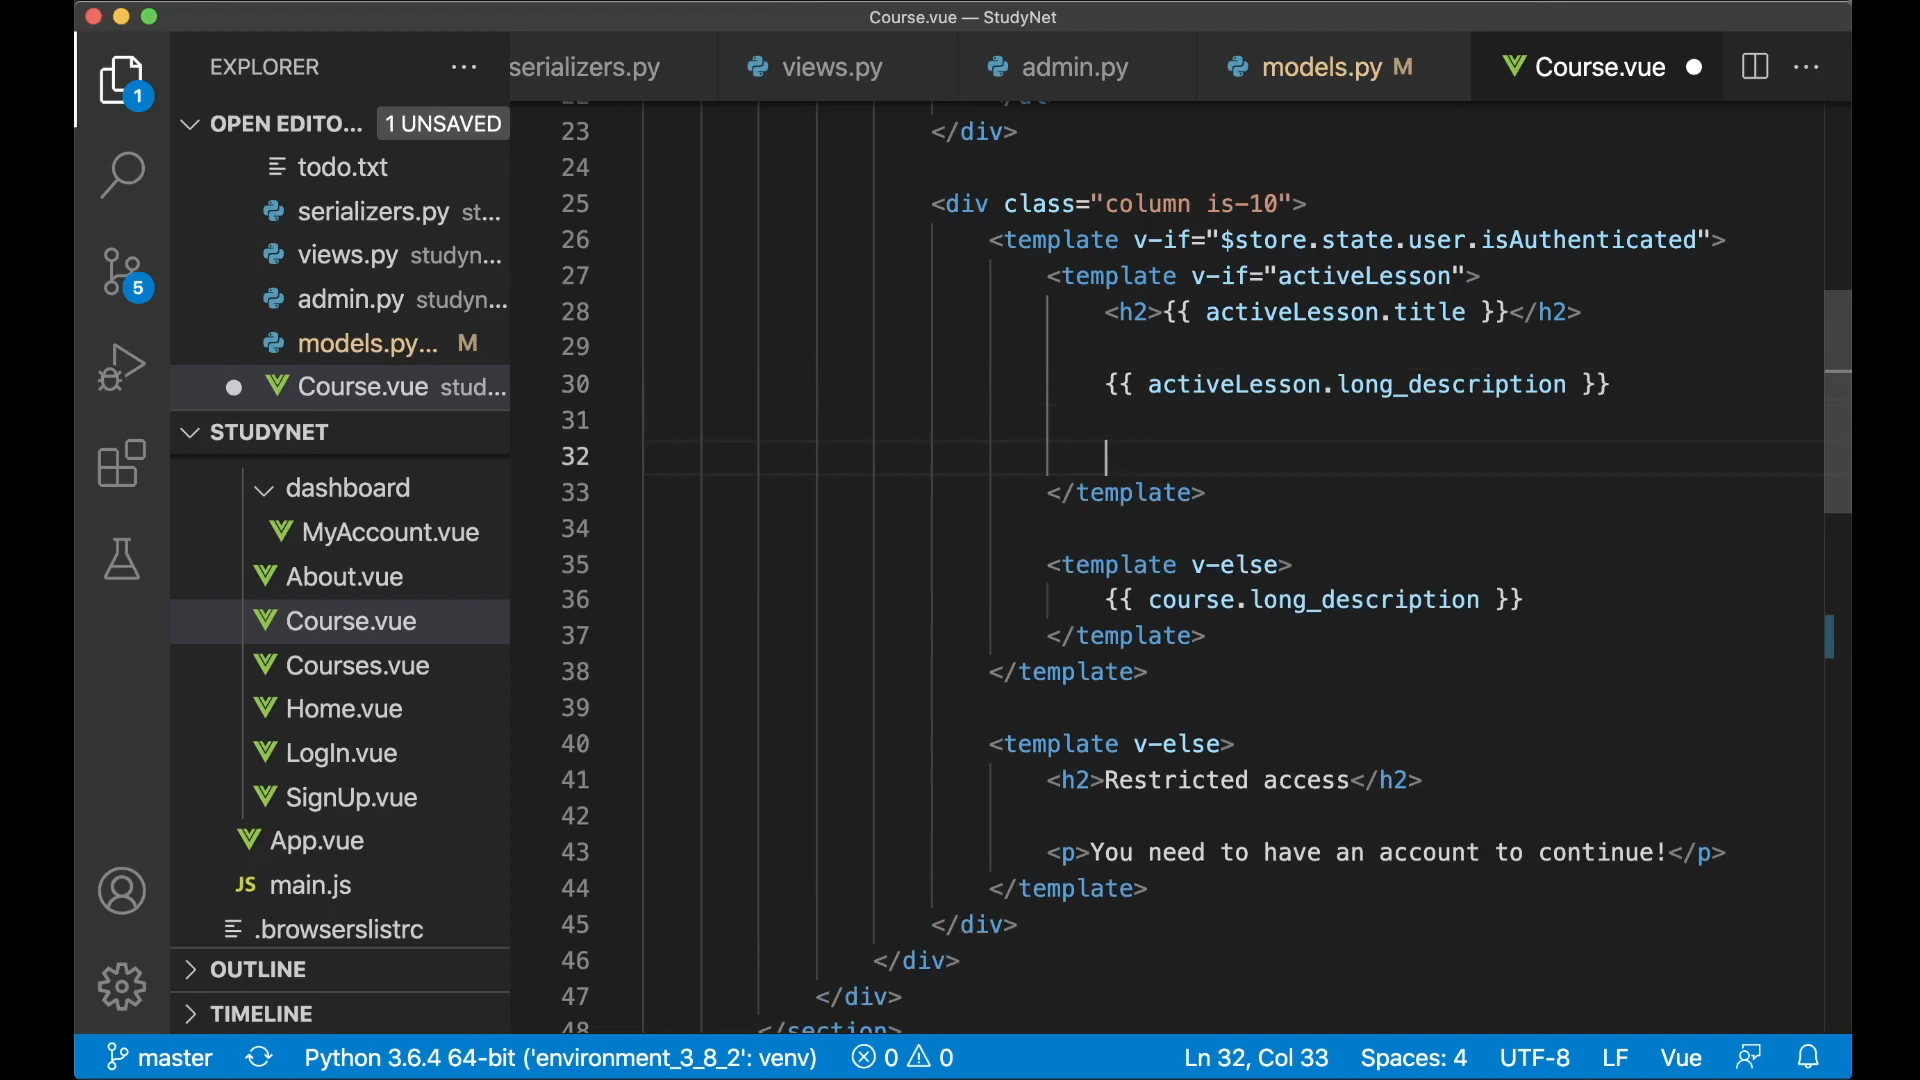 Course.vue — StudyNet
EXPLORER
serializers.py
views.py
admin.py
models.py M
Course.vue
1
OPEN EDITO...
1 UNSAVED
todo.txt
serializers.py st...
views.py studyn...
admin.py studyn...
models.py... M
Course.vue stud...
5
STUDYNET
dashboard
MyAccount.vue
About.vue
Course.vue
Courses.vue
Home.vue
LogIn.vue
SignUp.vue
App.vue
JS main.js
.browserslistrc
OUTLINE
TIMELINE
23 </div>
24
25 <div class="column is-10">
26 <template v-if="$store.state.user.isAuthenticated">
27 <template v-if="activeLesson">
28 <h2>{{ activeLesson.title }}</h2>
29
30 {{ activeLesson.long_description }}
31
32
33 </template>
34
35 <template v-else>
36 {{ course.long_description }}
37 </template>
38 </template>
39
40 <template v-else>
41 <h2>Restricted access</h2>
42
43 <p>You need to have an account to continue!</p>
44 </template>
45 </div>
46 </div>
47 </div>
48 </section>
master
Python 3.6.4 64-bit ('environment_3_8_2': venv)
0 0
Ln 32, Col 33
Spaces: 4
UTF-8
LF
Vue